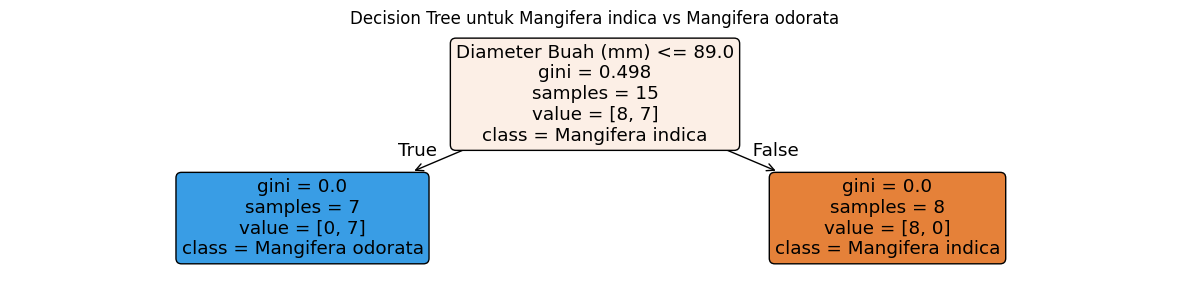 Decision Tree untuk Mangifera indica vs Mangifera odorata
Diameter Buah (mm) <= 89.0
gini = 0.498
samples = 15
value = [8, 7]
class = Mangifera indica
True
False
gini = 0.0
samples = 7
value = [0, 7]
class = Mangifera odorata
gini = 0.0
samples = 8
value = [8, 0]
class = Mangifera indica